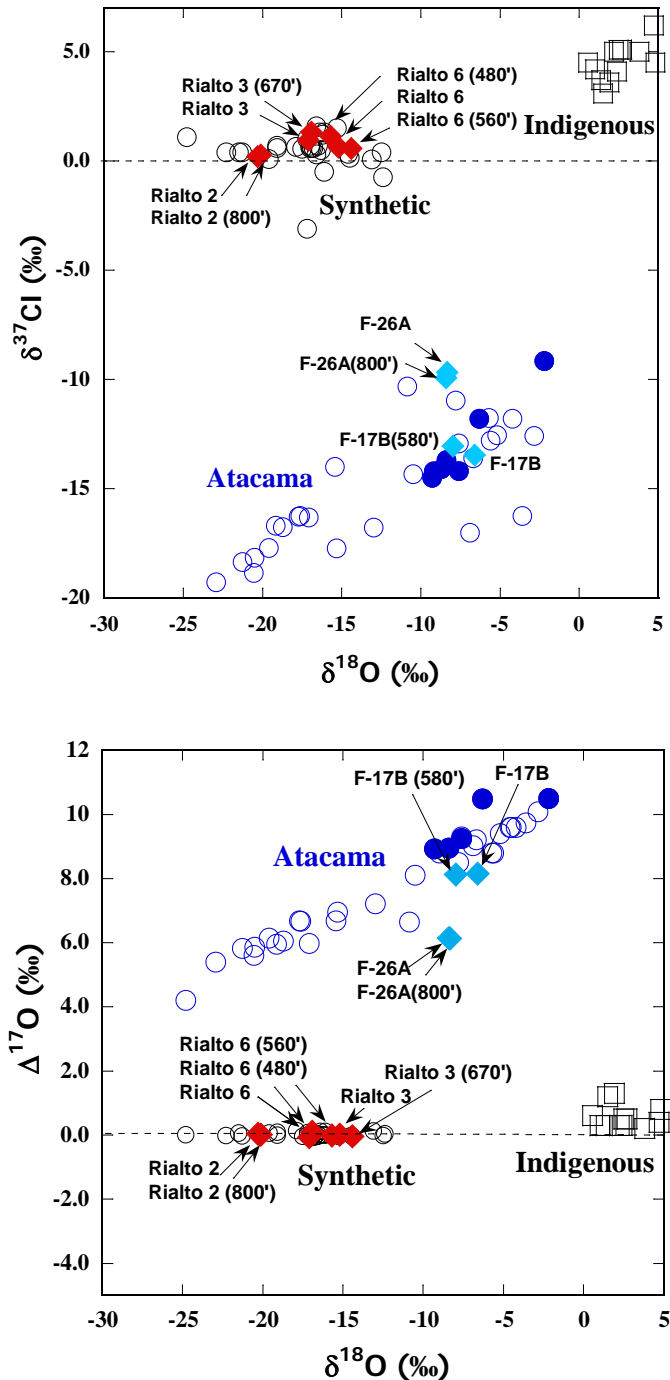 5.0
0.0
-5.0
-10
-15
-20
δ³⁷Cl (‰)
Rialto 3 (670')
Rialto 3
Rialto 6 (480')
Rialto 6
Rialto 6 (560')
Indigenous
Rialto 2
Rialto 2 (800')
Synthetic
F-26A
F-26A(800')
F-17B(580')
F-17B
Atacama
-30 -25 -20 -15 -10 -5 0 5
δ¹⁸O (‰)
12
10
8.0
6.0
4.0
2.0
0.0
-2.0
-4.0
Δ¹⁷O (‰)
F-17B (580')
F-17B
Atacama
F-26A
F-26A(800')
Rialto 6 (560')
Rialto 6 (480')
Rialto 6
Rialto 3 (670')
Rialto 3
Rialto 2
Rialto 2 (800')
Synthetic
Indigenous
-30 -25 -20 -15 -10 -5 0 5
δ¹⁸O (‰)